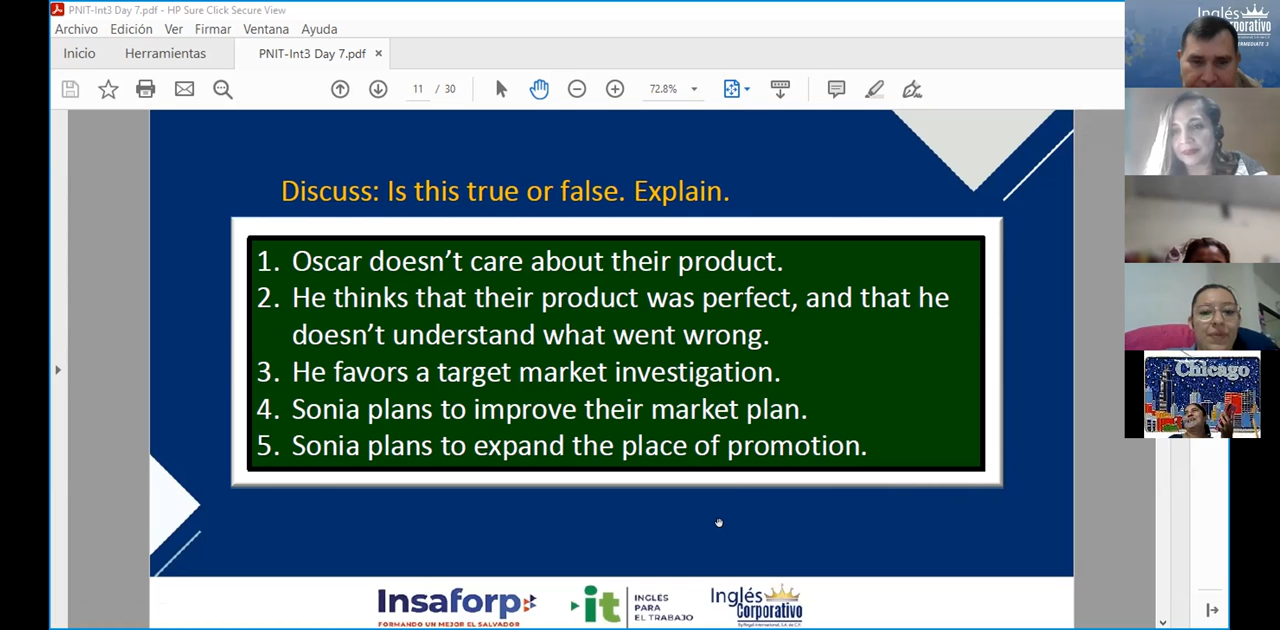 PNIT-Int3 Day 7.pdf - HP Sure Click Secure View
Archivo Edición Ver Firmar Ventana Ayuda
Inicio Herramientas PNIT-Int3 Day 7.pdf ×
11 / 30 72.8%
Discuss: Is this true or false. Explain.
1. Oscar doesn’t care about their product.
2. He thinks that their product was perfect, and that he
doesn’t understand what went wrong.
3. He favors a target market investigation.
4. Sonia plans to improve their market plan.
5. Sonia plans to expand the place of promotion.
Insaforp
FORMANDO UN MEJOR EL SALVADOR
it INGLÉS
PARA
EL TRABAJO
Inglés
Corporativo
Inglés
Chicago